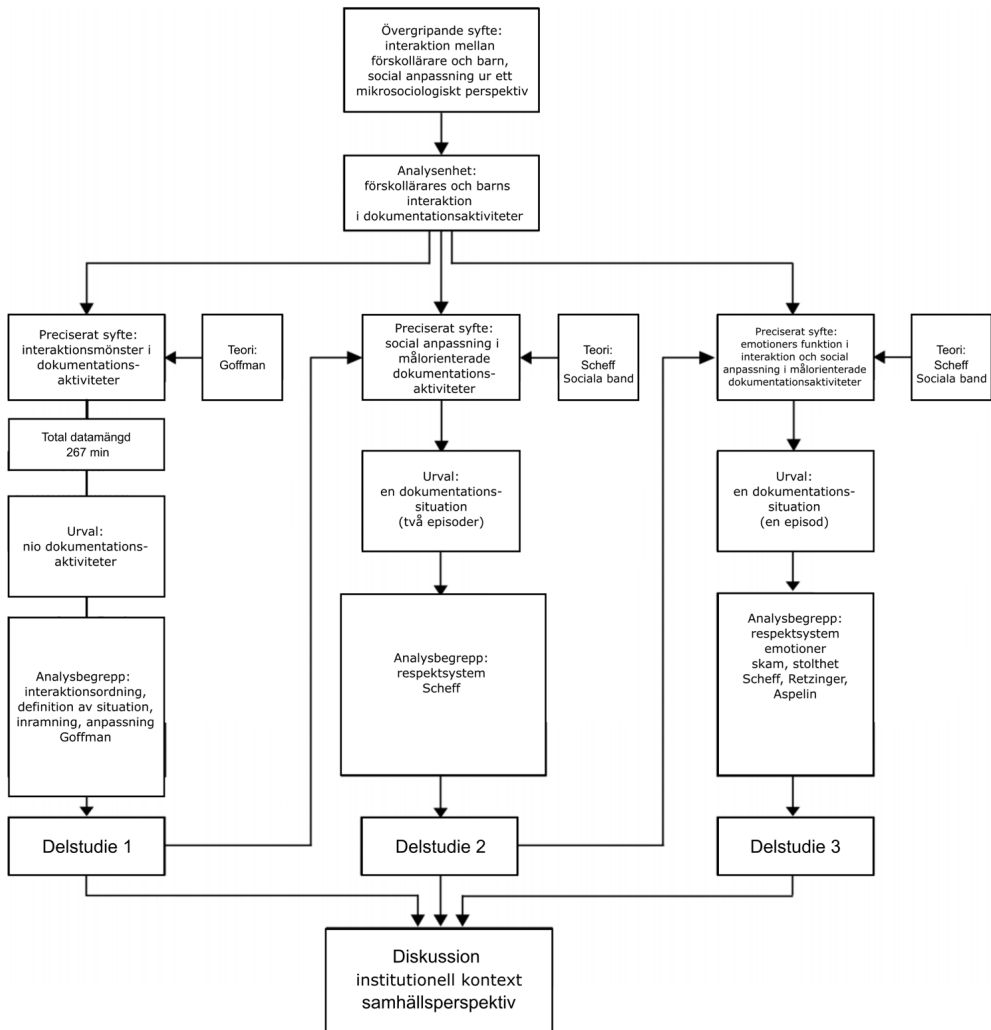 Övergripande syfte:
interaktion mellan
förskollärare och barn,
social anpassning ur ett
mikrosociologiskt perspektiv
Analysenhet:
förskollärares och barns
interaktion
i dokumentationsaktiviteter
Preciserat syfte:
interaktionsmönster i
dokumentations-
aktiviteter
Teori:
Goffman
Preciserat syfte:
social anpassning i
målorienterade
dokumentations-
aktiviteter
Teori:
Scheff
Sociala band
Preciserat syfte:
emotioners funktion i
interaktion och social
anpassning i målorienterade
dokumentationsaktiviteter
Teori:
Scheff
Sociala band
Total datamängd
267 min
Urval:
nio dokumentations-
aktiviteter
Urval:
en dokumentations-
situation
(två episoder)
Urval:
en dokumentations-
situation
(en episod)
Analysbegrepp:
interaktionsordning,
definition av situation,
inramning, anpassning
Goffman
Analysbegrepp:
respektsystem
Scheff
Analysbegrepp:
respektsystem
emotioner
skam, stolthet
Scheff, Retzinger,
Aspelin
Delstudie 1
Delstudie 2
Delstudie 3
Diskussion
institutionell kontext
samhällsperspektiv